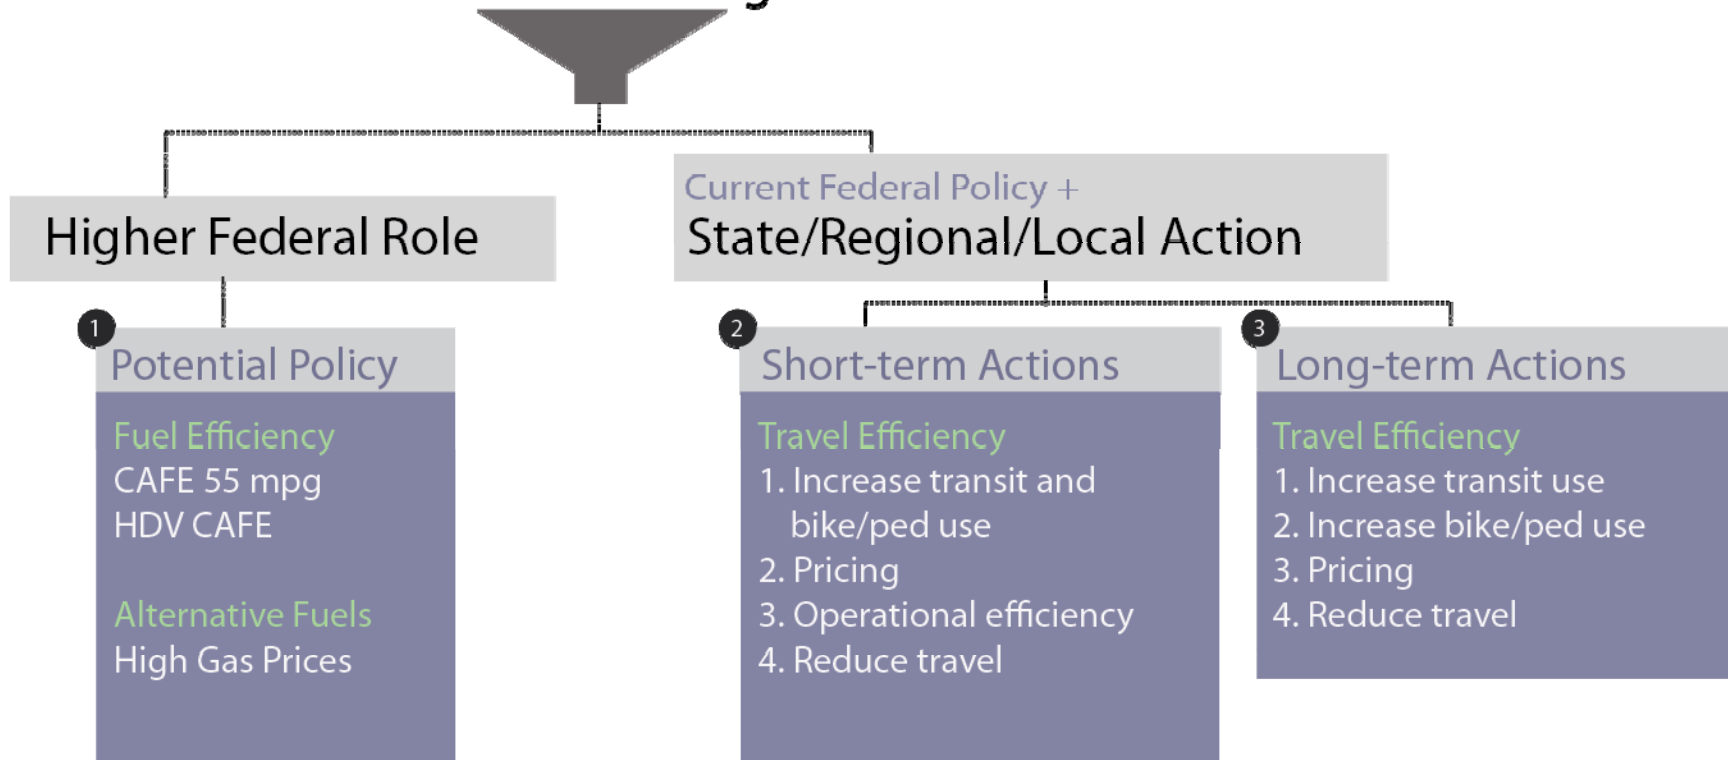 Higher Federal Role
Current Federal Policy +
State/Regional/Local Action
1
Potential Policy
Fuel Efficiency
CAFE 55 mpg
HDV CAFE
Alternative Fuels
High Gas Prices
2
Short-term Actions
Travel Efficiency
1. Increase transit and
bike/ped use
2. Pricing
3. Operational efficiency
4. Reduce travel
3
Long-term Actions
Travel Efficiency
1. Increase transit use
2. Increase bike/ped use
3. Pricing
4. Reduce travel